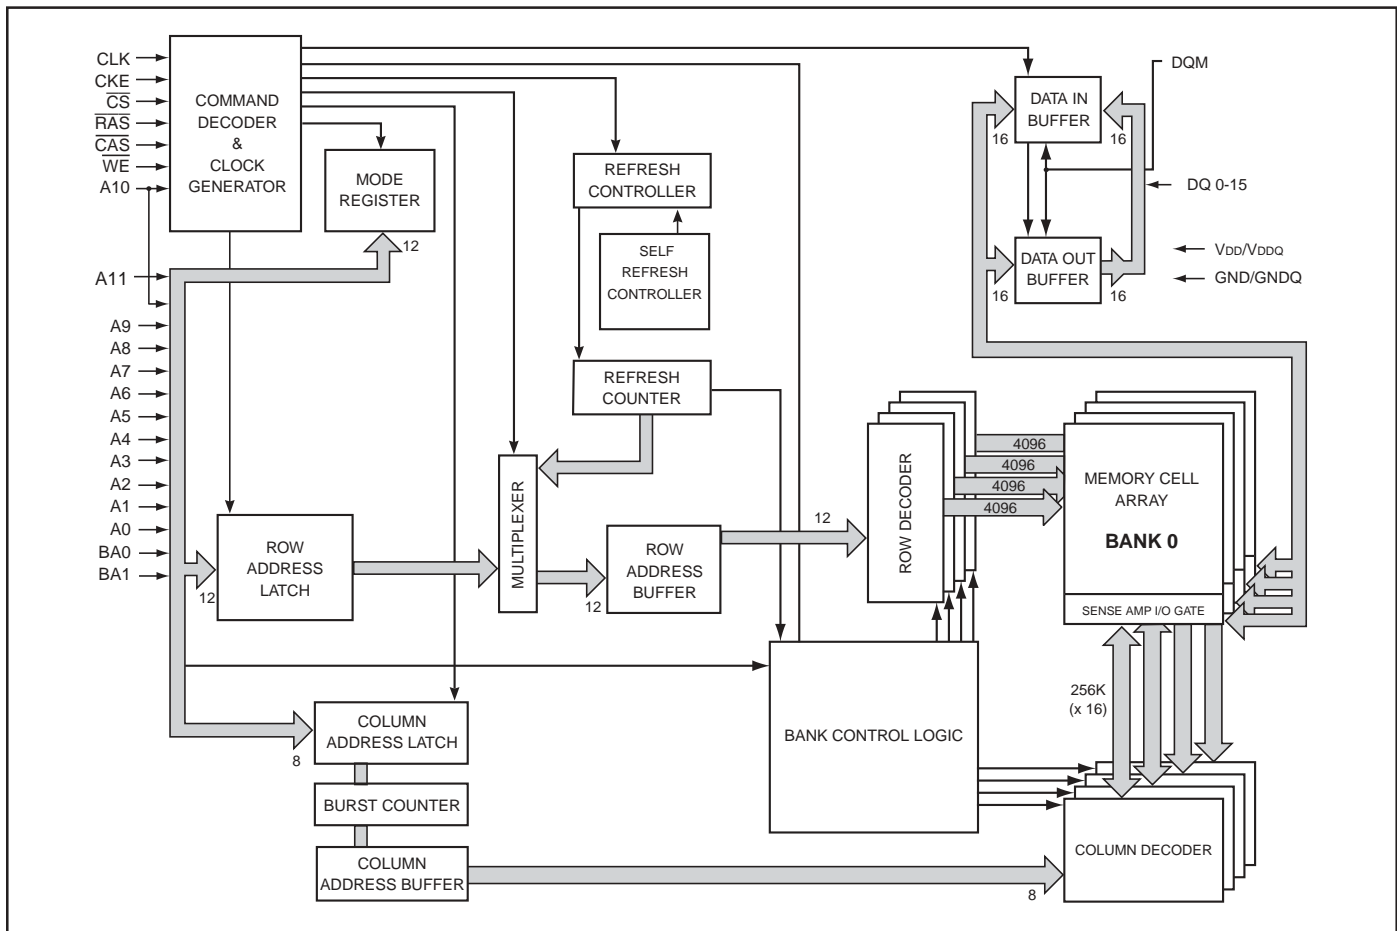 CLK
CKE
CS
RAS
CAS
WE
A10
A11
A9
A8
A7
A6
A5
A4
A3
A2
A1
A0
BA0
BA1
COMMAND
DECODER
&
CLOCK
GENERATOR
MODE
REGISTER
12
REFRESH
CONTROLLER
SELF
REFRESH
CONTROLLER
REFRESH
COUNTER
MULTIPLEXER
12
ROW
ADDRESS
LATCH
12
ROW
ADDRESS
BUFFER
12
ROW DECODER
4096
4096
4096
4096
MEMORY CELL
ARRAY
BANK 0
SENSE AMP I/O GATE
DQM
DATA IN
BUFFER
16
16
DQ 0-15
DATA OUT
BUFFER
16
16
VDD/VDDQ
GND/GNDQ
256K
(x 16)
BANK CONTROL LOGIC
COLUMN
ADDRESS LATCH
8
BURST COUNTER
COLUMN
ADDRESS BUFFER
8
COLUMN DECODER